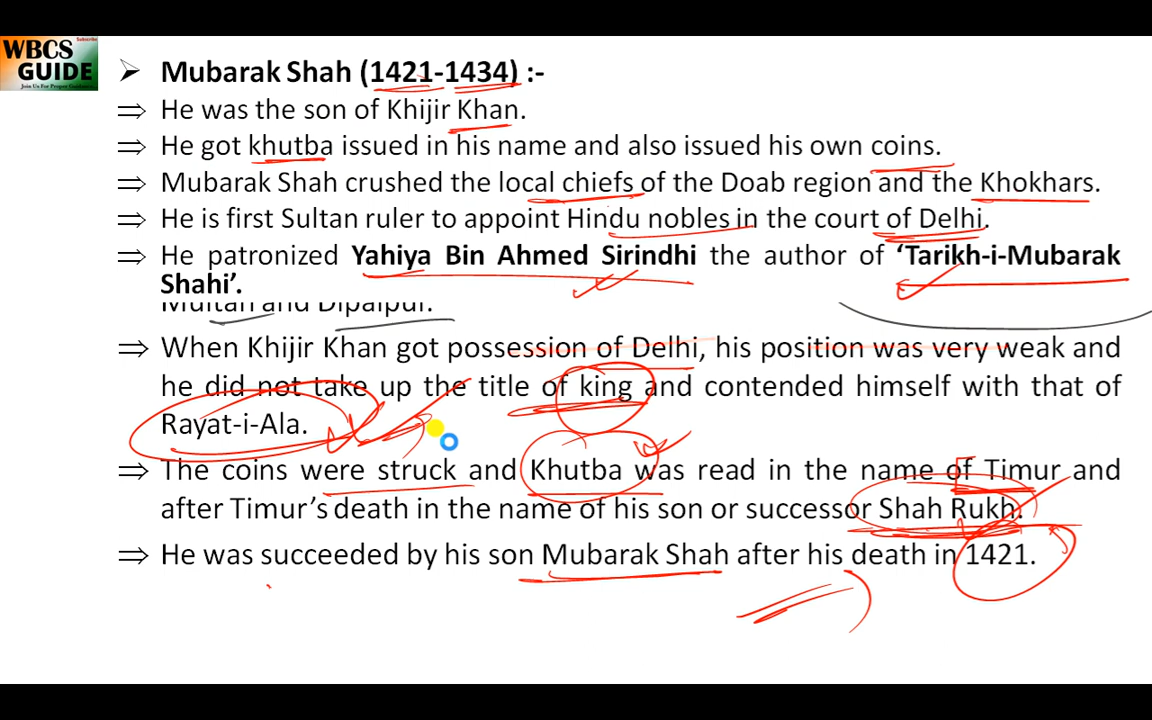 Subscribe
WBCS
GUIDE
Join Us For Proper Guidance
➢ Mubarak Shah (1421-1434) :-
⇒ He was the son of Khijir Khan.
⇒ He got khutba issued in his name and also issued his own coins.
⇒ Mubarak Shah crushed the local chiefs of the Doab region and the Khokhars.
⇒ He is first Sultan ruler to appoint Hindu nobles in the court of Delhi.
⇒ He patronized Yahiya Bin Ahmed Sirindhi the author of ‘Tarikh-i-Mubarak
Shahi’.
Multan and Dipalpur.
⇒ When Khijir Khan got possession of Delhi, his position was very weak and
he did not take up the title of king and contended himself with that of
Rayat-i-Ala.
⇒ The coins were struck and Khutba was read in the name of Timur and
after Timur’s death in the name of his son or successor Shah Rukh.
⇒ He was succeeded by his son Mubarak Shah after his death in 1421.